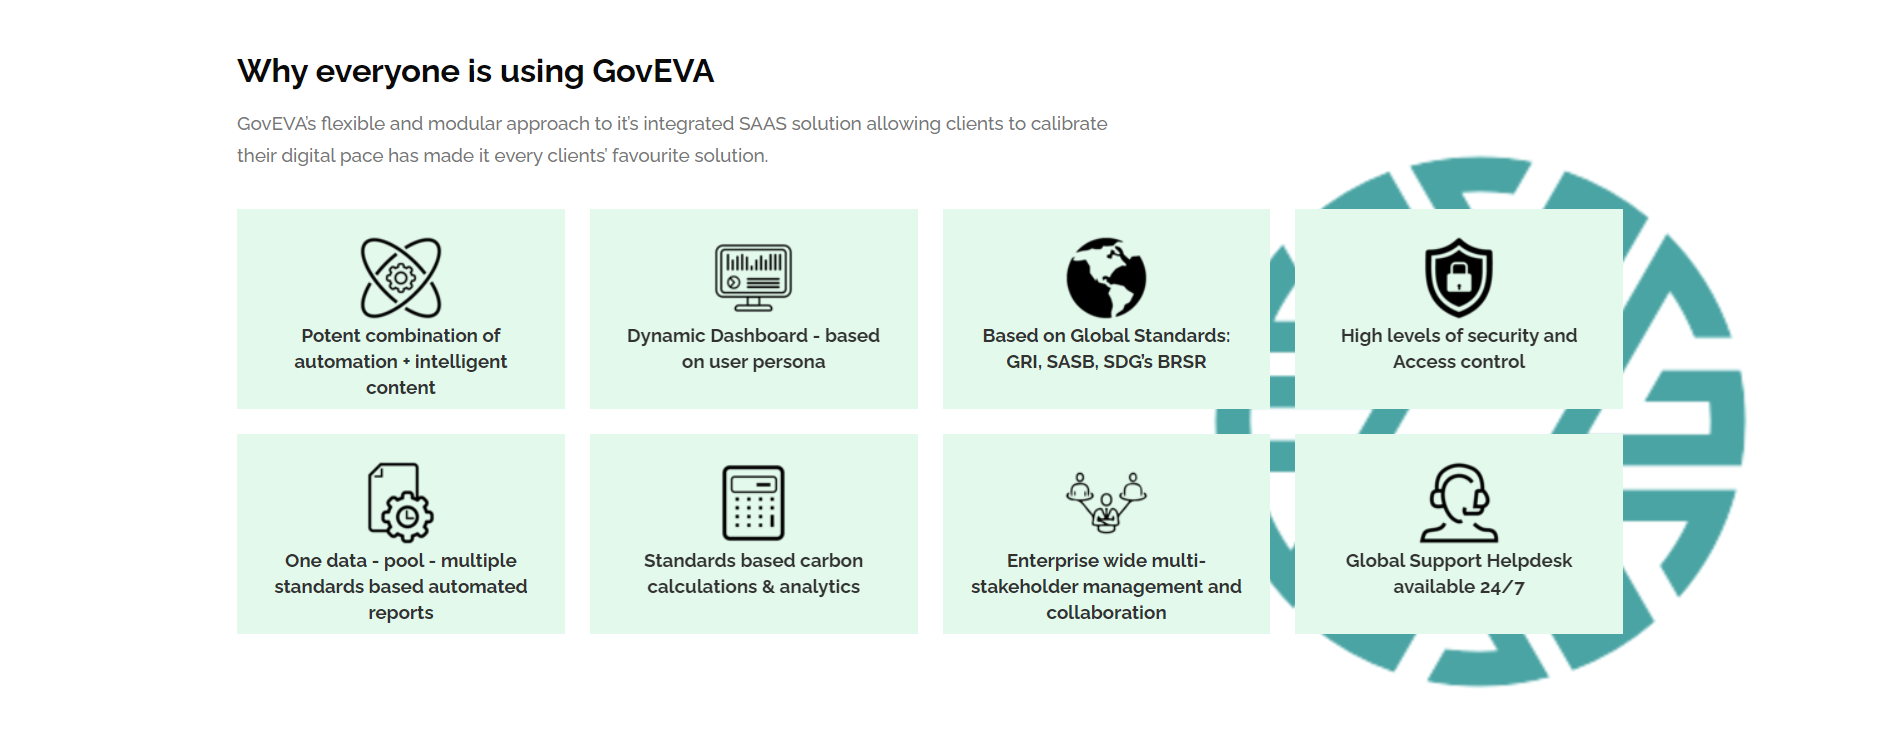 Why everyone is using GovEVA
GovEVA's flexible and modular approach to it's integrated SAAS solution allowing clients to calibrate
their digital pace has made it every clients' favourite solution.
Potent combination of
automation + intelligent
content
Dynamic Dashboard - based
on user persona
Based on Global Standards:
GRI, SASB, SDG's BRSR
High levels of security and
Access control
One data - pool - multiple
standards based automated
reports
Standards based carbon
calculations & analytics
Enterprise wide multi-
stakeholder management and
collaboration
Global Support Helpdesk
available 24/7